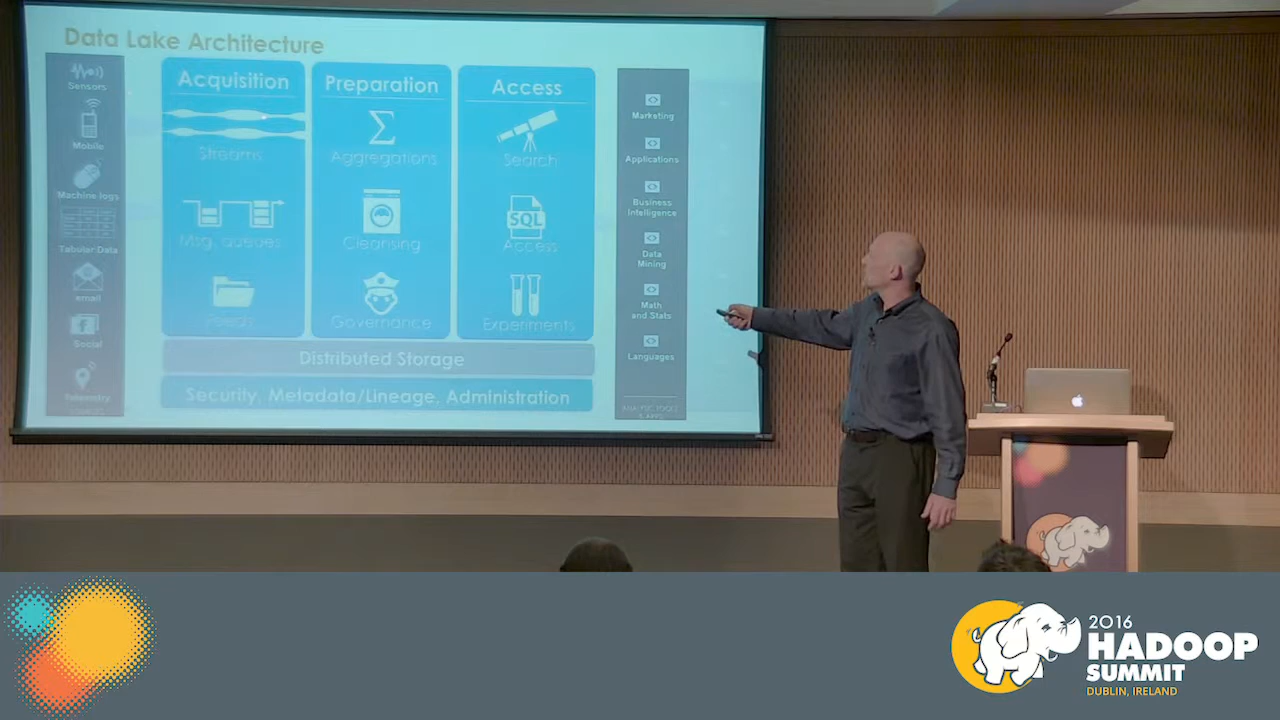 Data Lake Architecture
Sensors
Mobile
Machine logs
Tabular Data
email
Social
Telemetry
Acquisition
Streams
Msg. queues
Feeds
Preparation
Aggregations
Cleansing
Governance
Access
Search
SQL
Access
Experiments
Distributed Storage
Security, Metadata/Lineage, Administration
Marketing
Applications
Business
Intelligence
Data
Mining
Math
and Stats
Languages
2016
HADOOP
SUMMIT
DUBLIN, IRELAND